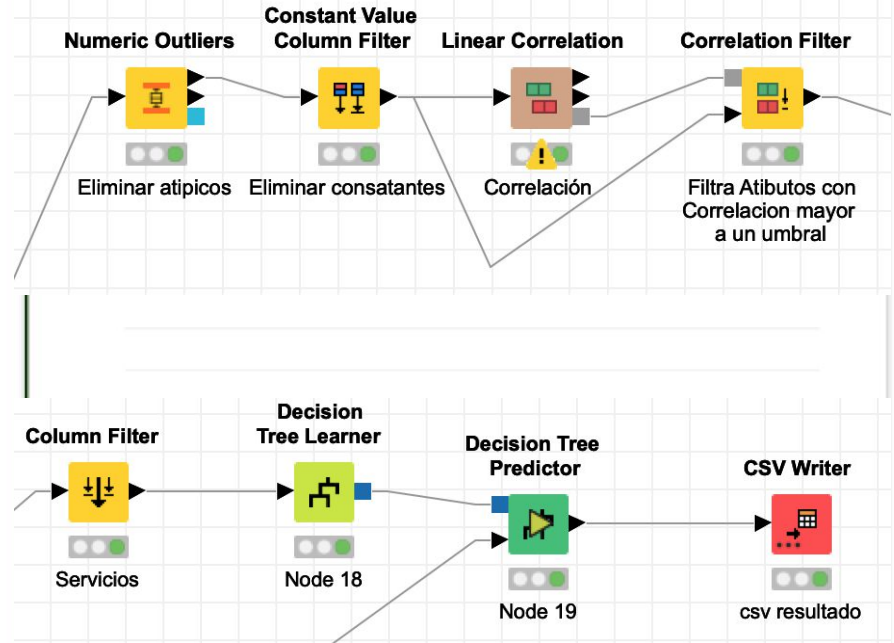 Constant Value
Numeric Outliers Column Filter Linear Correlation Correlation Filter
Eliminar atipicos Eliminar consatantes Correlación Filtra Atibutos con
Correlacion mayor
a un umbral
Decision
Column Filter Tree Learner
Decision Tree
Predictor CSV Writer
Servicios Node 18
Node 19 csv resultado